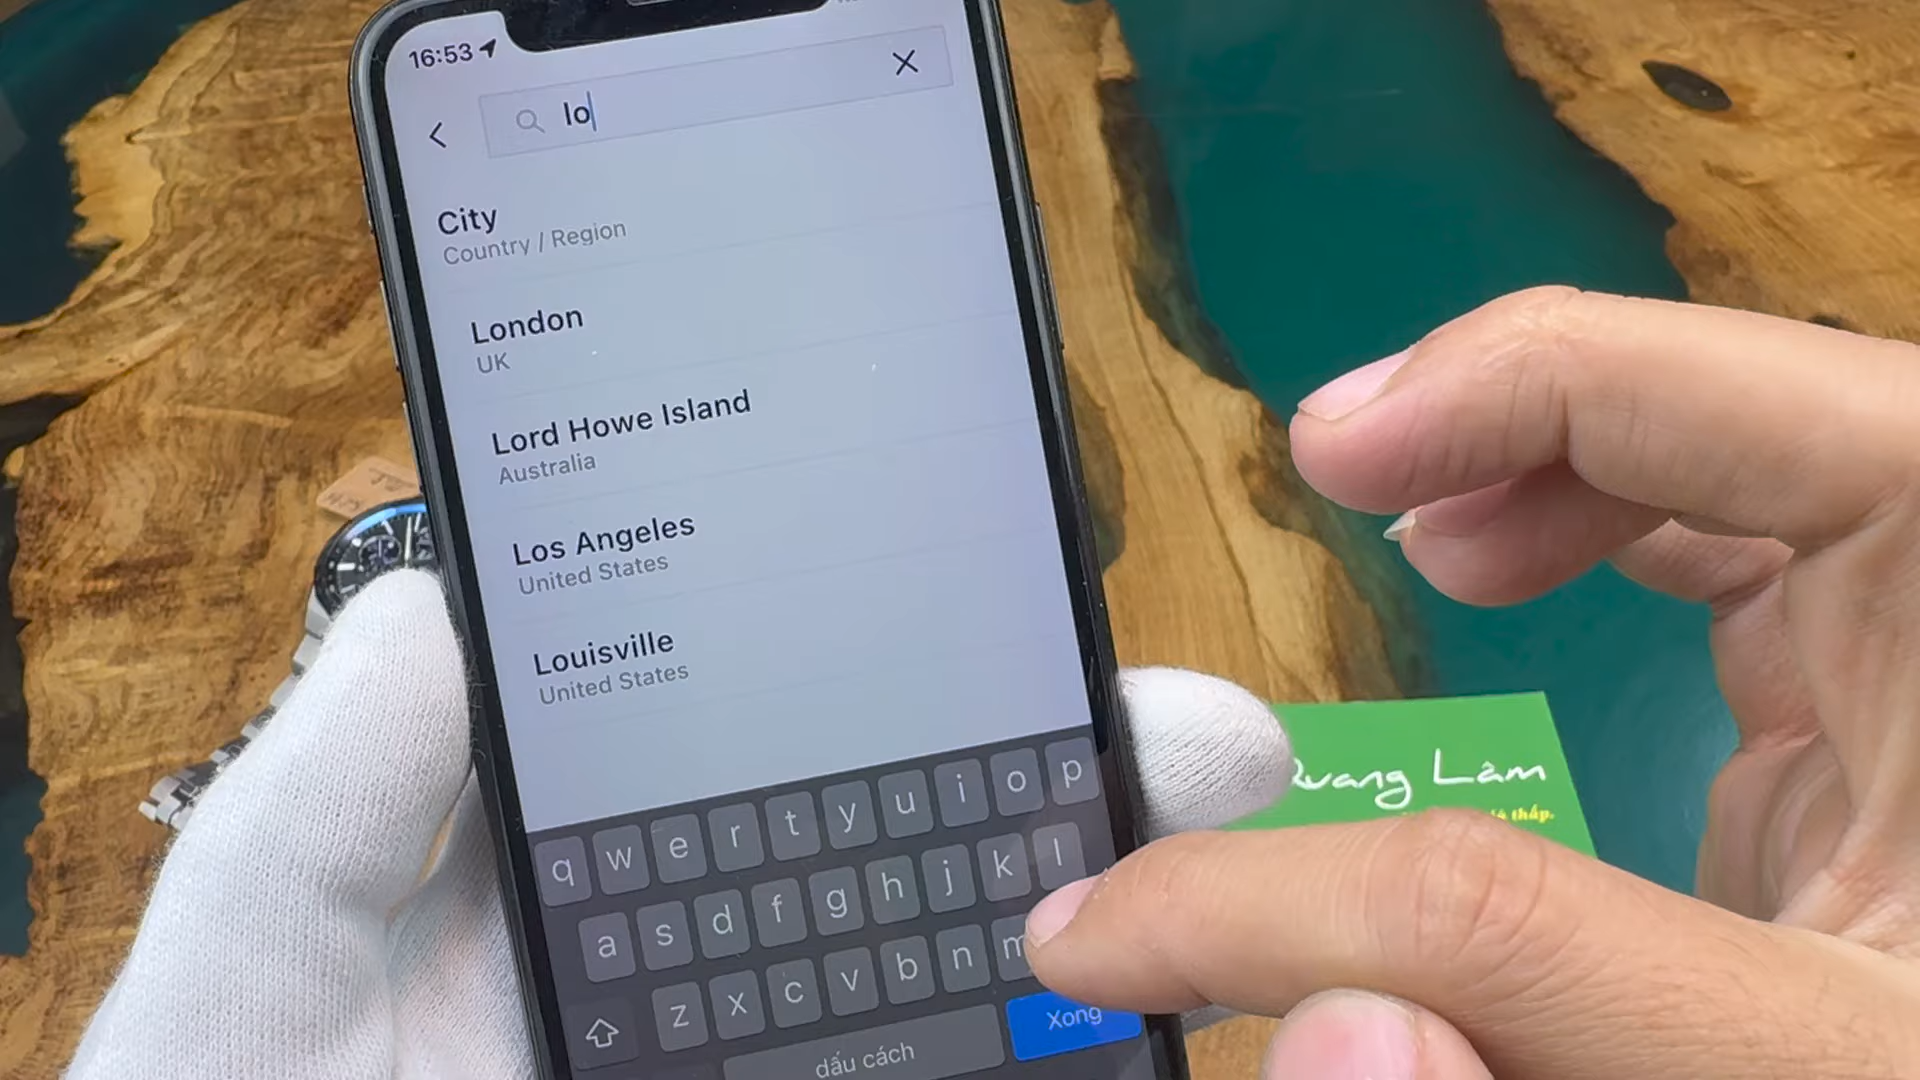 16:53
lo
City
Country / Region
London
UK
Lord Howe Island
Australia
Los Angeles
United States
Louisville
United States
q w e r t y u i o p
a s d f g h j k l
z x c v b n m
dấu cách
Xong
Quang Lâm
thấp.